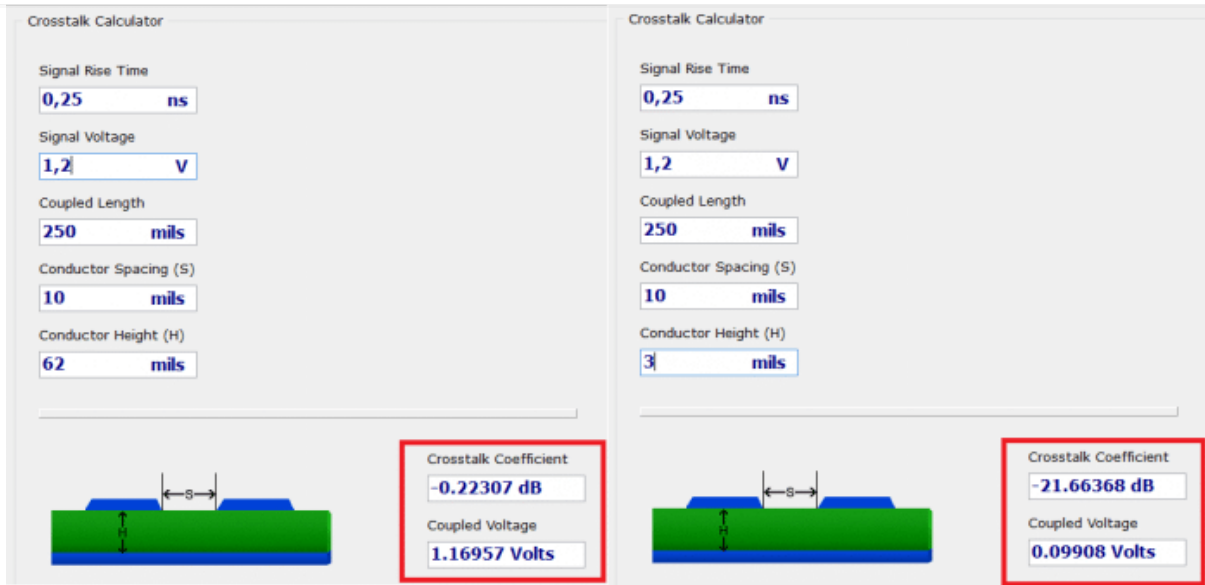 Crosstalk Calculator
Signal Rise Time
0,25 ns
Signal Voltage
1,2 V
Coupled Length
250 mils
Conductor Spacing (S)
10 mils
Conductor Height (H)
62 mils
S
H
Crosstalk Coefficient
-0.22307 dB
Coupled Voltage
1.16957 Volts
Crosstalk Calculator
Signal Rise Time
0,25 ns
Signal Voltage
1,2 V
Coupled Length
250 mils
Conductor Spacing (S)
10 mils
Conductor Height (H)
3 mils
S
H
Crosstalk Coefficient
-21.66368 dB
Coupled Voltage
0.09908 Volts